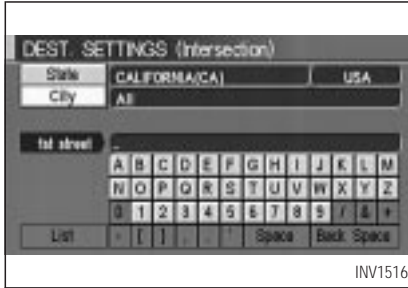 DEST. SETTINGS (Intersection)
State CALIFORNIA(CA) USA
City All
1st street _
A B C D E F G H I J K L M
N O P Q R S T U V W X Y Z
0 1 2 3 4 5 6 7 8 9 / & +
List - [ ] , . ' Space Back Space
INV1516